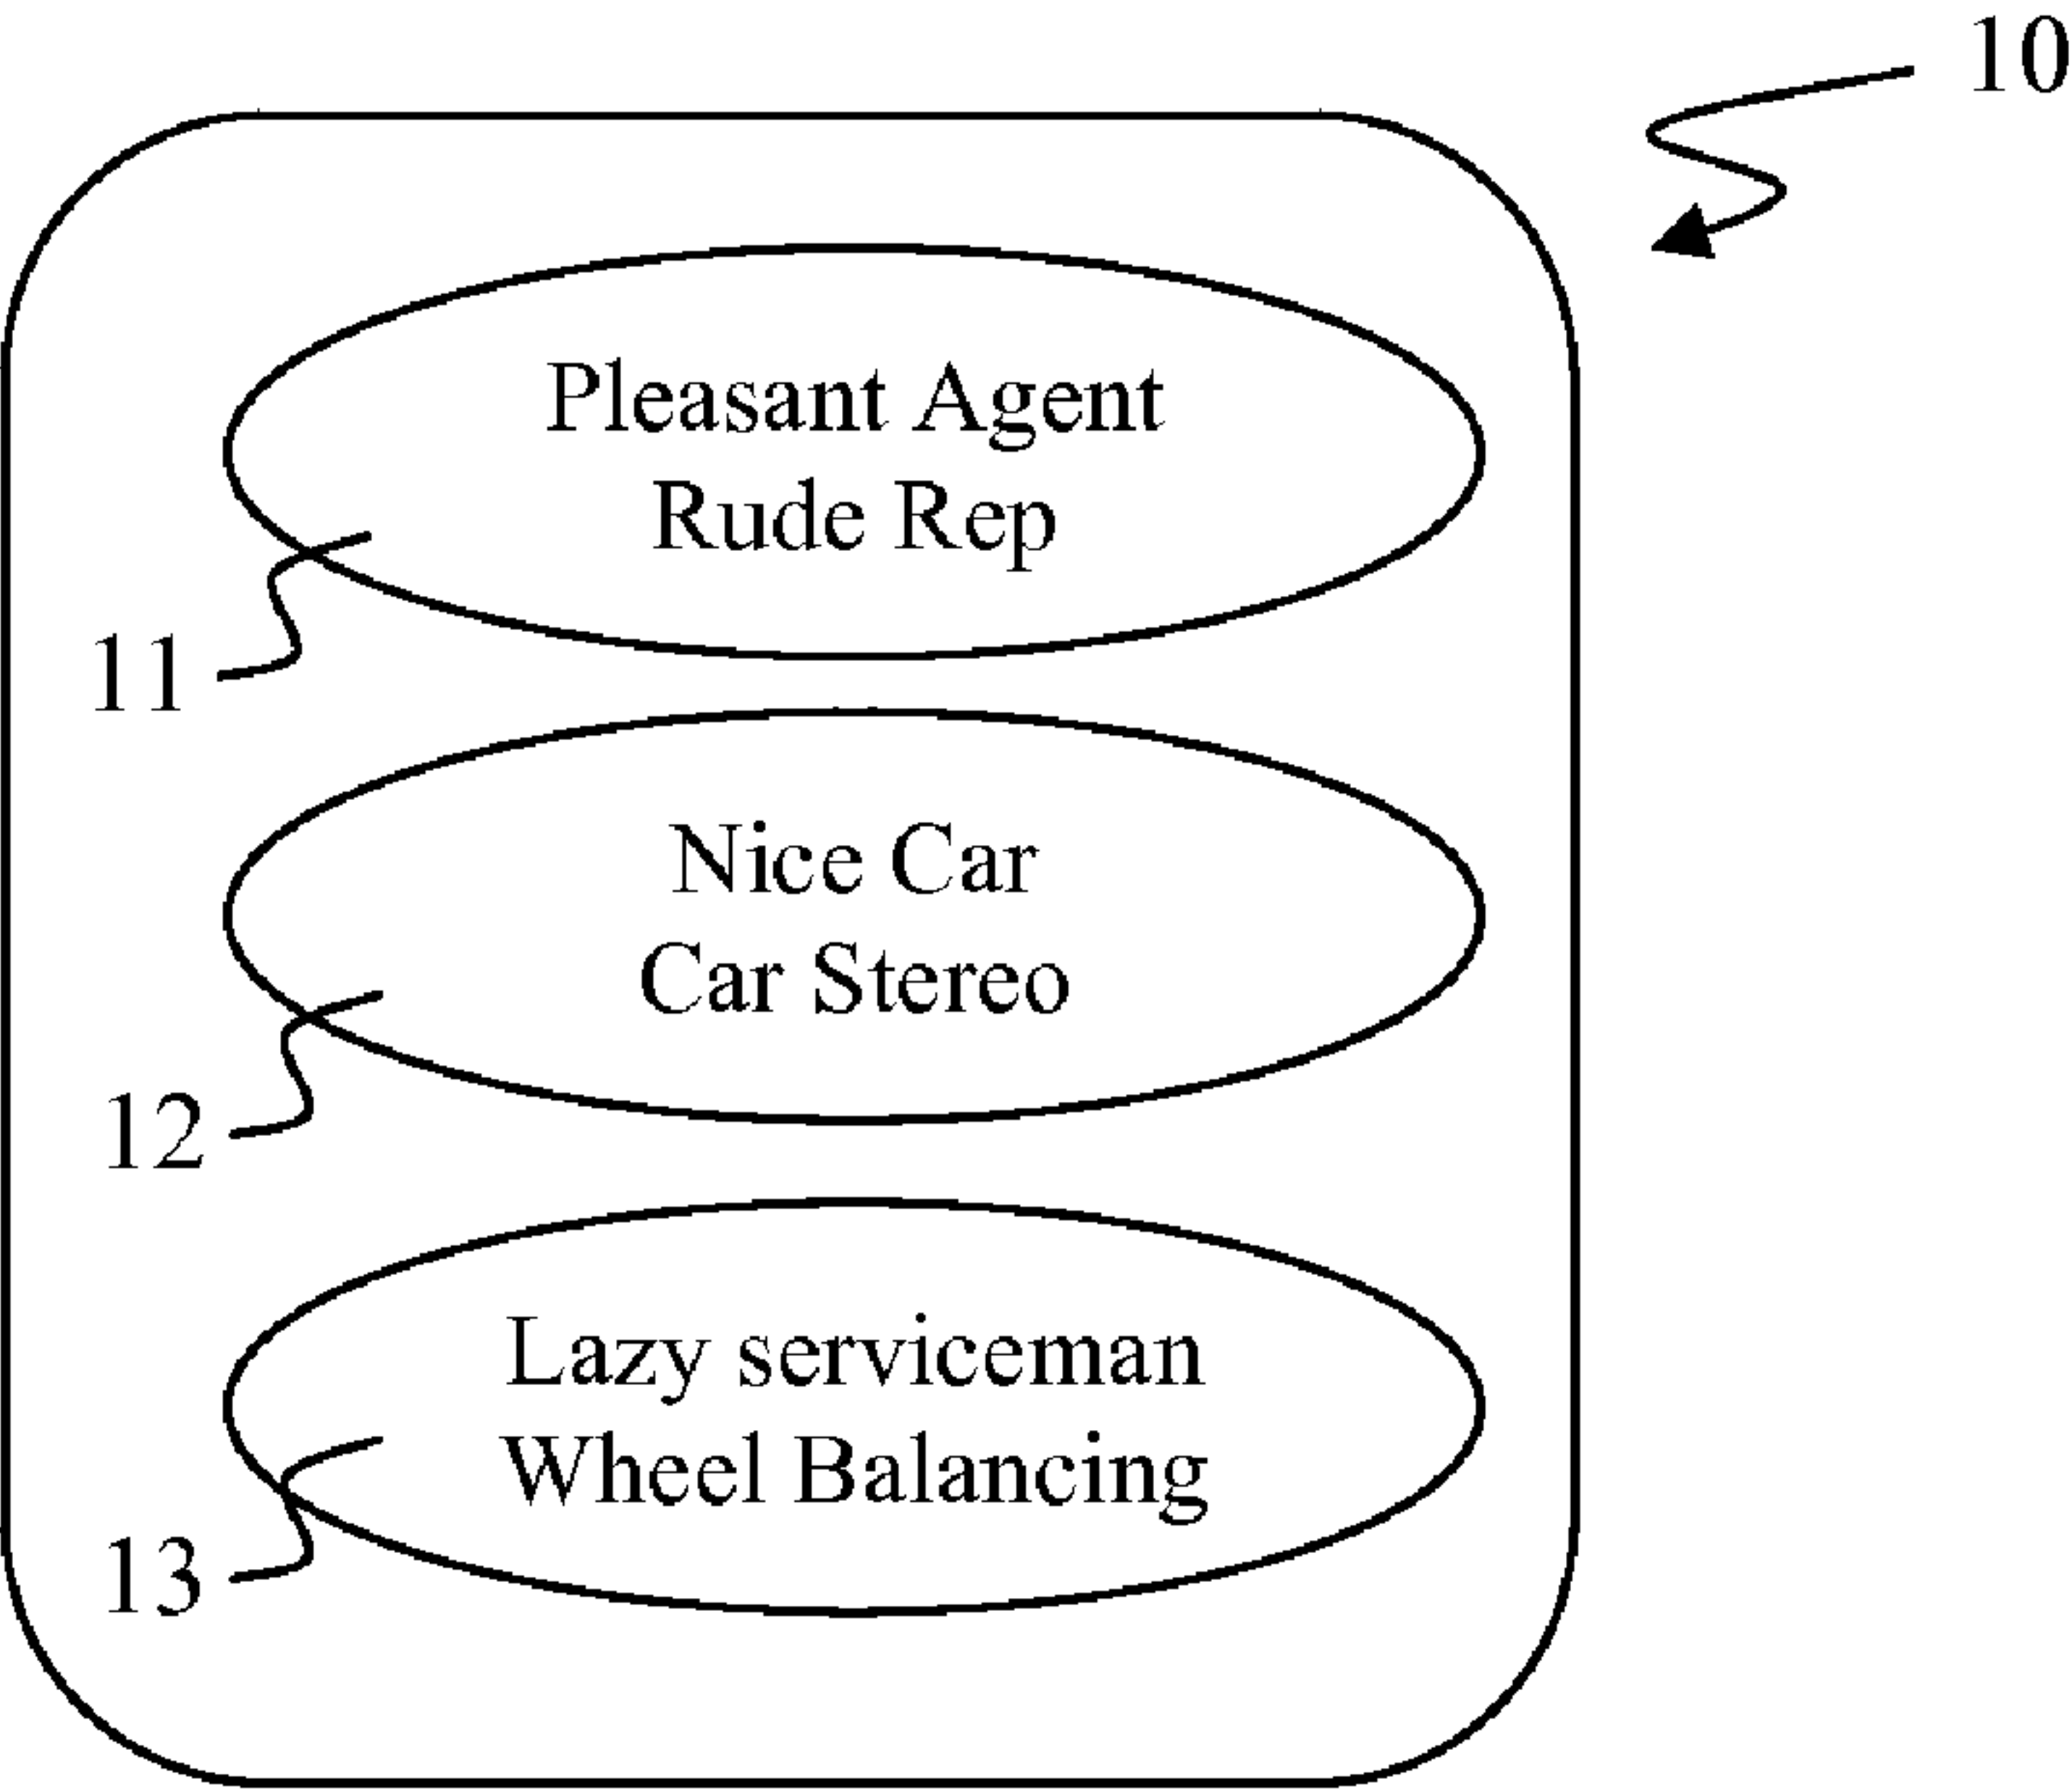 10
Pleasant Agent
Rude Rep
11
Nice Car
Car Stereo
12
Lazy serviceman
Wheel Balancing
13